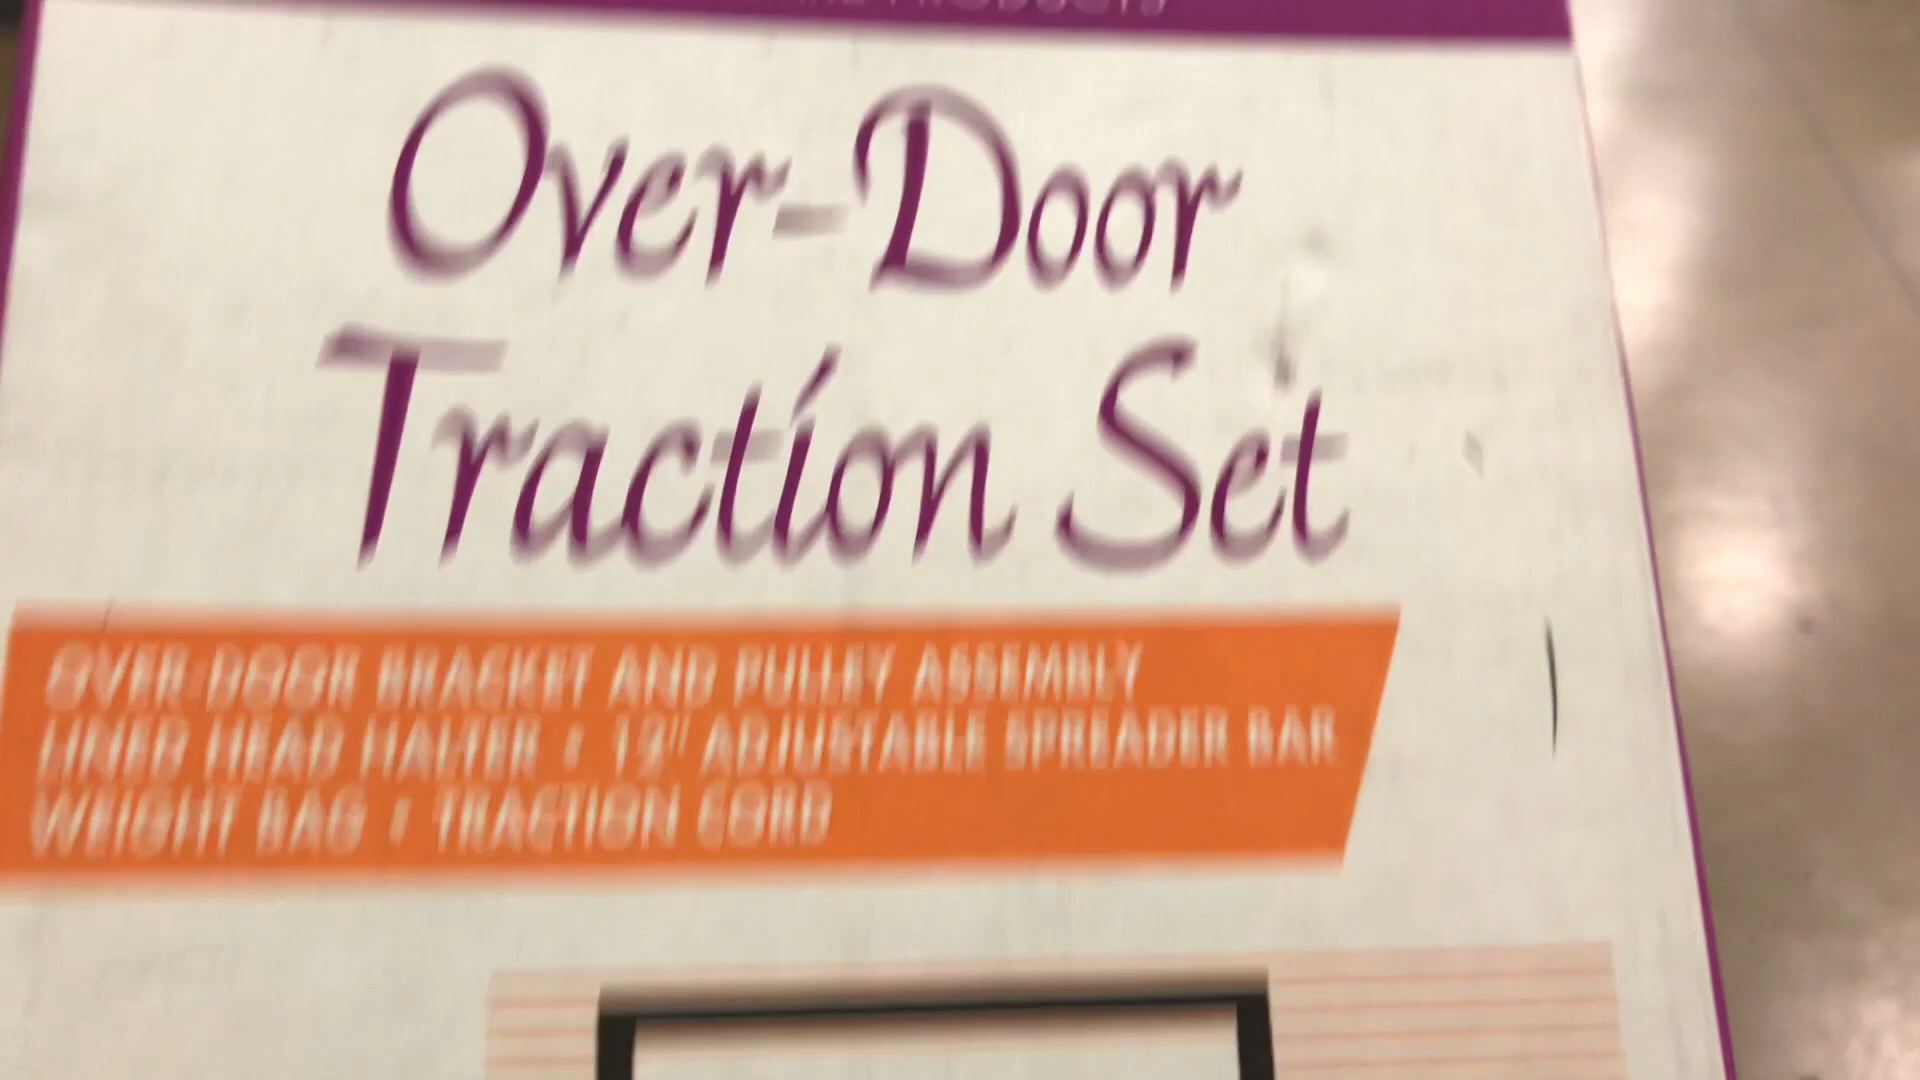 PRODUCTS
Over-Door
Traction Set
OVER-DOOR BRACKET AND PULLEY ASSEMBLY
LINER HEAD HALTER • 12" ADJUSTABLE SPREADER BAR
WEIGHT BAG • TRACTION CORD